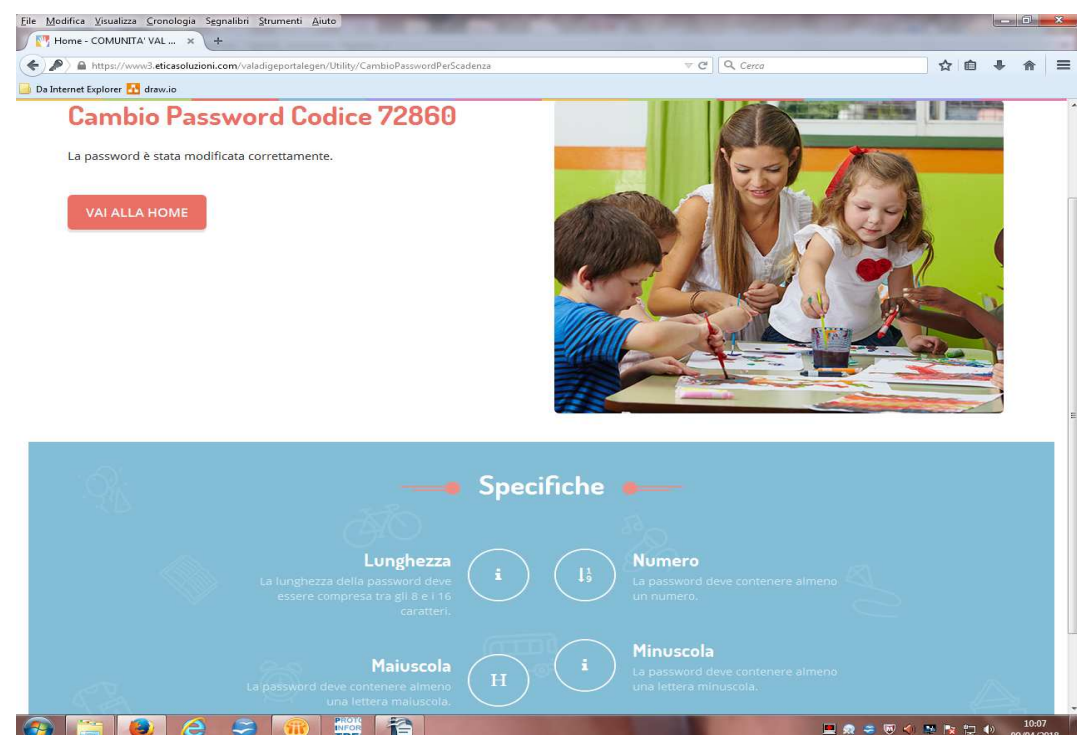 File Modifica Visualizza Cronologia Segnalibri Strumenti Aiuto
Home - COMUNITA' VAL ...
https://www3.eticasoluzioni.com/valadigeportalegen/Utility/CambioPasswordPerScadenza
Cerca
Da Internet Explorer draw.io
Cambio Password Codice 72860
La password è stata modificata correttamente.
VAI ALLA HOME
Specifiche
Lunghezza
La lunghezza della password deve
essere compresa tra gli 8 e i 16
caratteri.
Numero
La password deve contenere almeno
un numero.
Maiuscola
La password deve contenere almeno
una lettera maiuscola.
H
Minuscola
La password deve contenere almeno
una lettera minuscola.
10:07